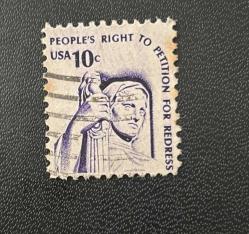 PEOPLE'S RIGHT TO PETITION FOR REDRESS
USA 10c